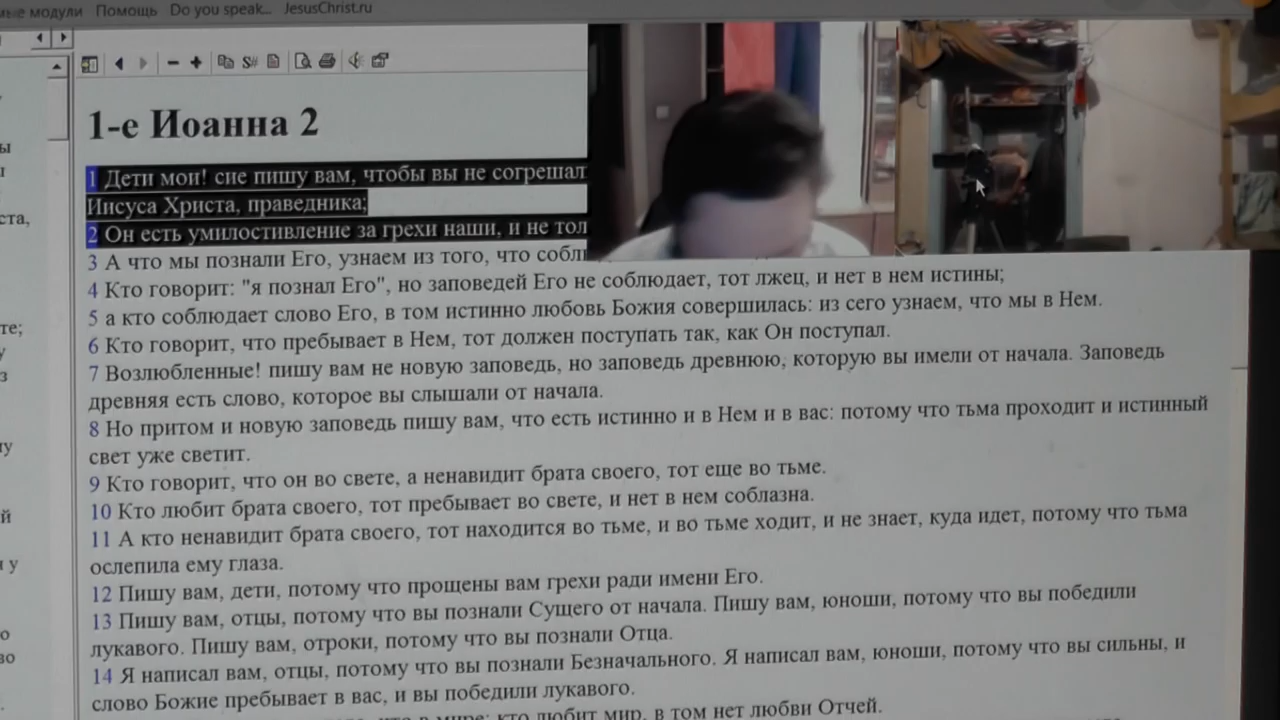 мые модули Помощь Do you speak... JesusChrist.ru
1-е Иоанна 2
1 Дети мои! сие пишу вам, чтобы вы не согрешал
Иисуса Христа, праведника;
2 Он есть умилостивление за грехи наши, и не тол
3 А что мы познали Его, узнаем из того, что собл
4 Кто говорит: "я познал Его", но заповедей Его не соблюдает, тот лжец, и нет в нем истины;
5 а кто соблюдает слово Его, в том истинно любовь Божия совершилась: из сего узнаем, что мы в Нем.
6 Кто говорит, что пребывает в Нем, тот должен поступать так, как Он поступал.
7 Возлюбленные! пишу вам не новую заповедь, но заповедь древнюю, которую вы имели от начала. Заповедь
древняя есть слово, которое вы слышали от начала.
8 Но притом и новую заповедь пишу вам, что есть истинно и в Нем и в вас: потому что тьма проходит и истинный
свет уже светит.
9 Кто говорит, что он во свете, а ненавидит брата своего, тот еще во тьме.
10 Кто любит брата своего, тот пребывает во свете, и нет в нем соблазна.
11 А кто ненавидит брата своего, тот находится во тьме, и во тьме ходит, и не знает, куда идет, потому что тьма
ослепила ему глаза.
12 Пишу вам, дети, потому что прощены вам грехи ради имени Его.
13 Пишу вам, отцы, потому что вы познали Сущего от начала. Пишу вам, юноши, потому что вы победили
лукавого. Пишу вам, отроки, потому что вы познали Отца.
14 Я написал вам, отцы, потому что вы познали Безначального. Я написал вам, юноши, потому что вы сильны, и
слово Божие пребывает в вас, и вы победили лукавого.
в мире: кто любит мир, в том нет любви Отчей.